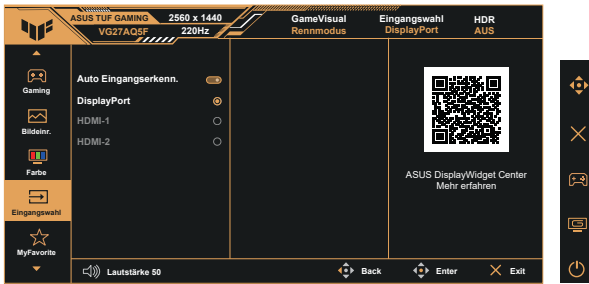 ASUS TUF GAMING 2560 x 1440
VG27AQ5F 220Hz
GameVisual
Rennmodus
Eingangswahl
DisplayPort
HDR
AUS
Gaming
Bildeinr.
Farbe
Eingangswahl
MyFavorite
Auto Eingangserkenn.
DisplayPort
HDMI-1
HDMI-2
ASUS DisplayWidget Center
Mehr erfahren
Lautstärke 50
Back
Enter
Exit